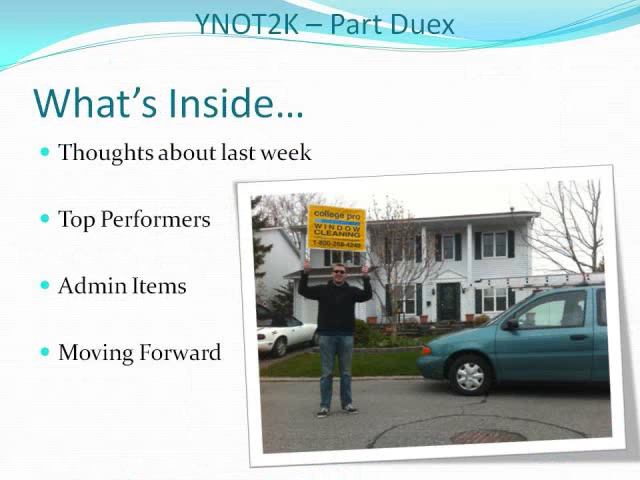 YNOT2K – Part Duex
What's Inside…
Thoughts about last week
Top Performers
Admin Items
Moving Forward
college pro
WINDOW
CLEANING
1-800-268-4248